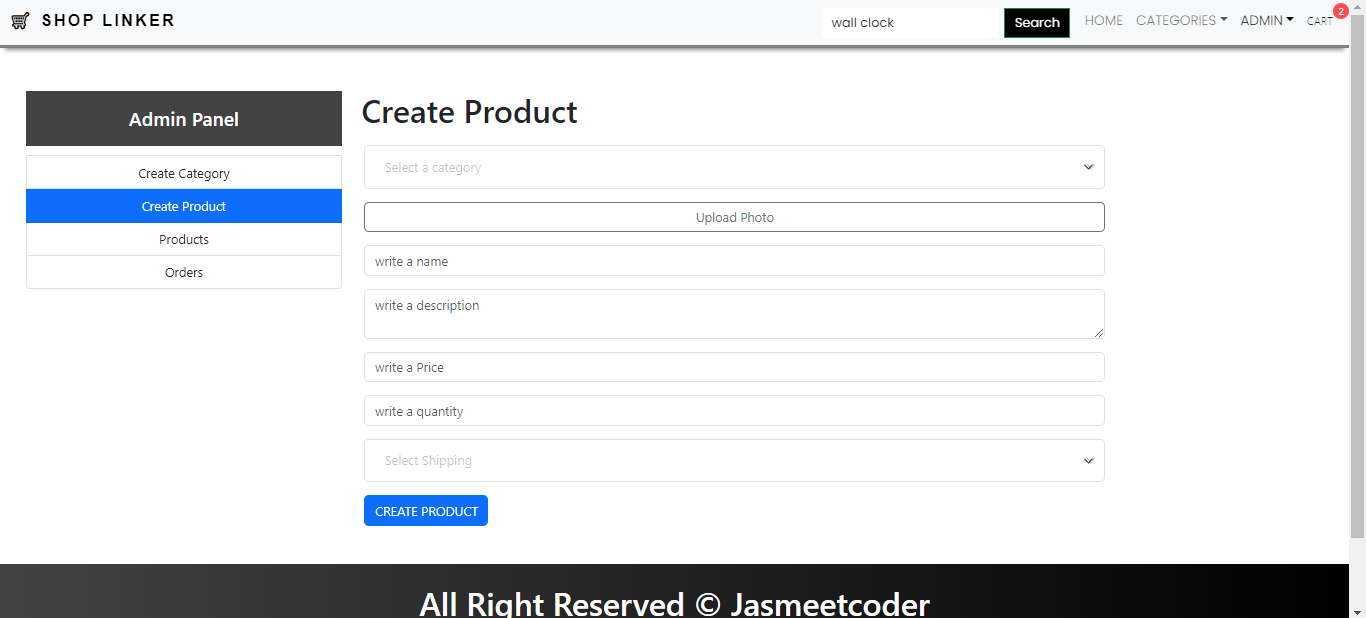 SHOP LINKER
wall clock
Search
HOME
CATEGORIES
ADMIN
CART
2
Admin Panel
Create Category
Create Product
Products
Orders
Create Product
Select a category
Upload Photo
write a name
write a description
write a Price
write a quantity
Select Shipping
CREATE PRODUCT
All Right Reserved © Jasmeetcoder